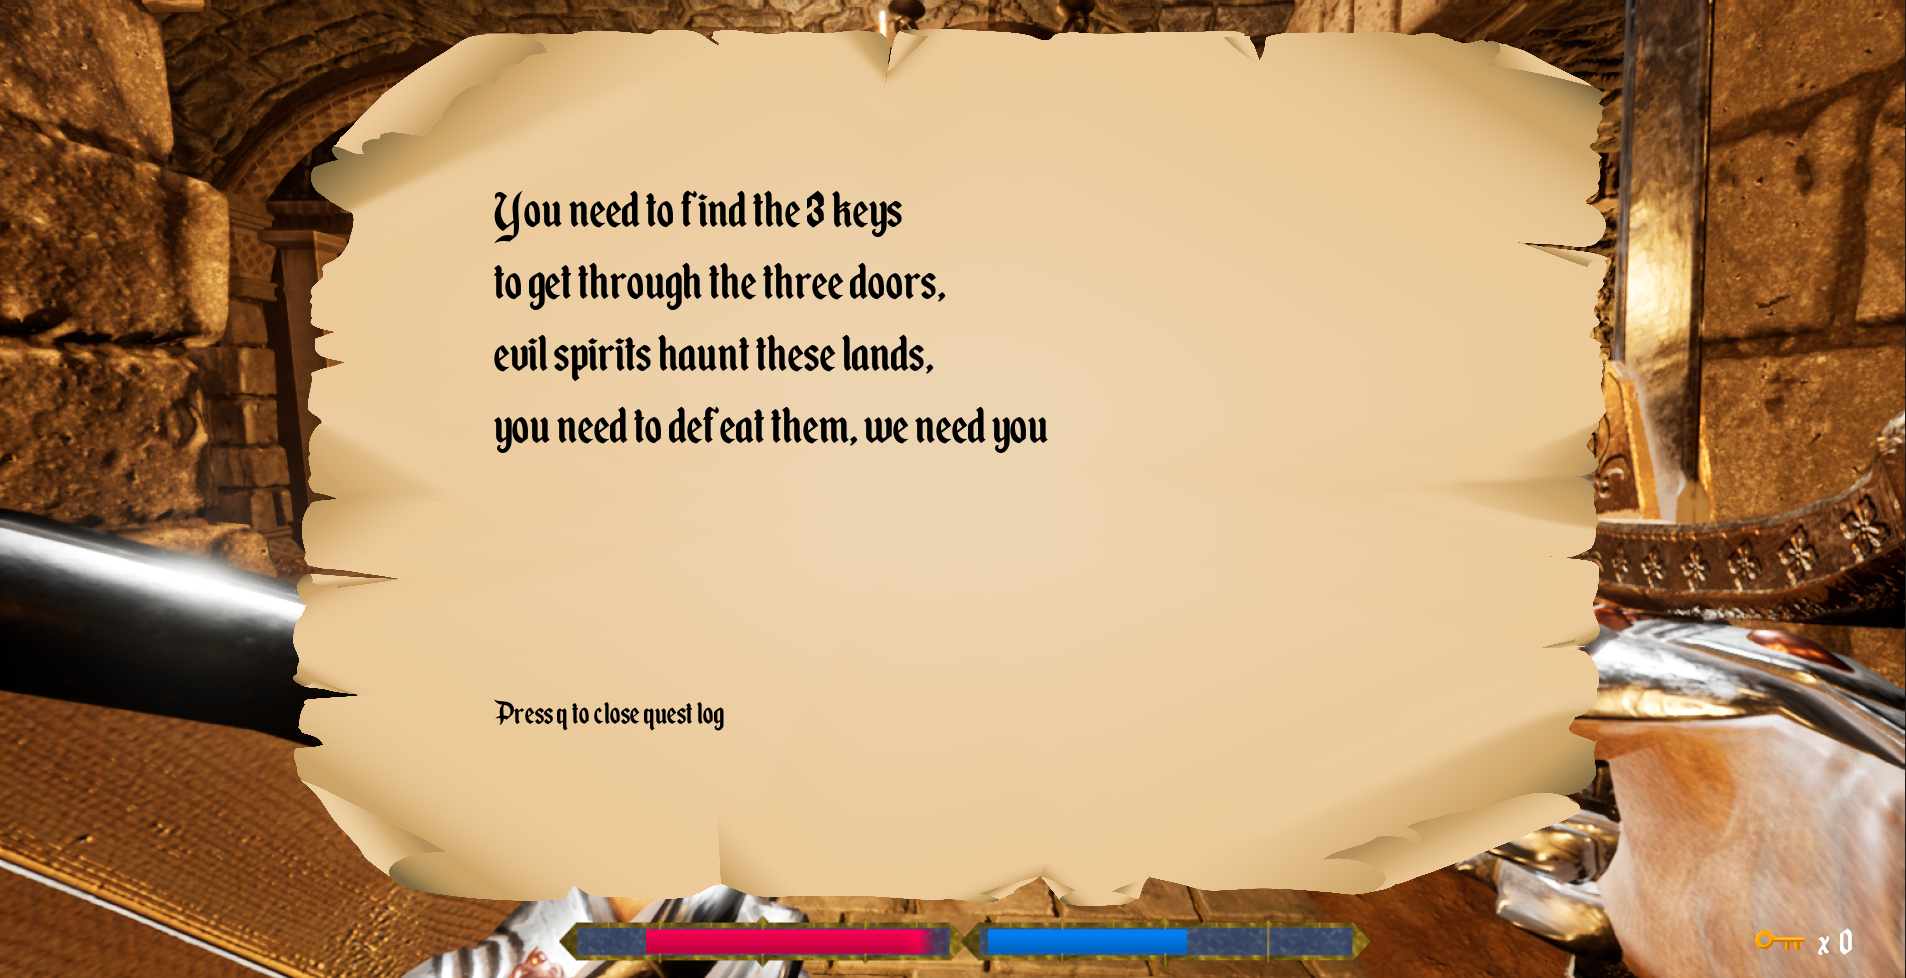 You need to find the 3 keys
to get through the three doors,
evil spirits haunt these lands,
you need to defeat them, we need you
Press q to close quest log
x 0